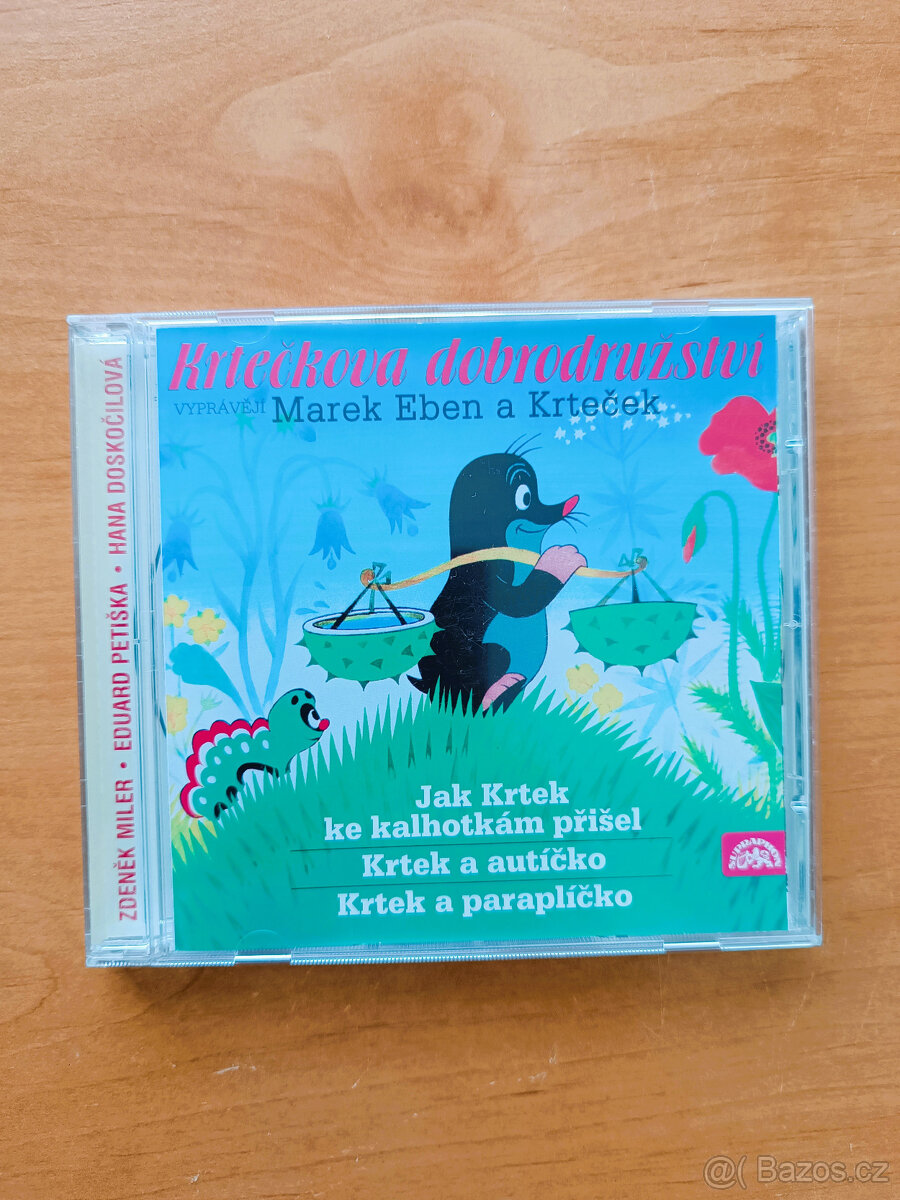 Krtečkova dobrodružství
VYPRÁVĚJÍ Marek Eben a Krteček
ZDENĚK MILER • EDUARD PETIŠKA • HANA DOSKOČILOVÁ
Jak Krtek
ke kalhotkám přišel
Krtek a autíčko
Krtek a paraplíčko
SUPRAPHON
@( Bazos.cz